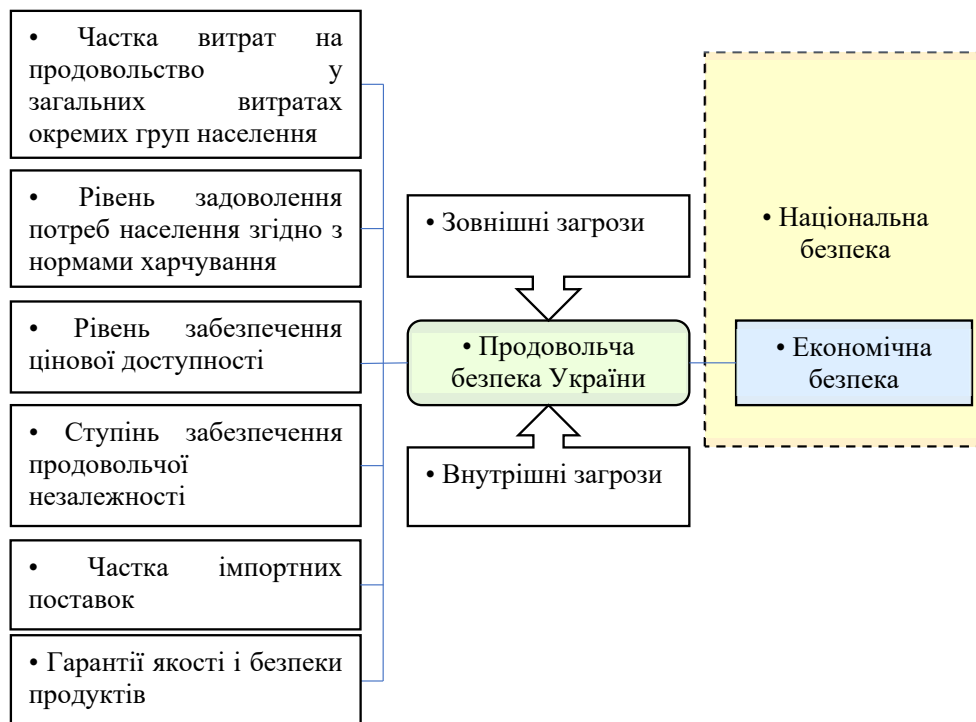 • Частка витрат на
продовольство у
загальних витратах
окремих груп населення
• Рівень задоволення
потреб населення згідно з
нормами харчування
• Рівень забезпечення
цінової доступності
• Ступінь забезпечення
продовольчої
незалежності
• Частка імпортних
поставок
• Гарантії якості і безпеки
продуктів
• Зовнішні загрози
• Продовольча
безпека України
• Внутрішні загрози
• Національна
безпека
• Економічна
безпека